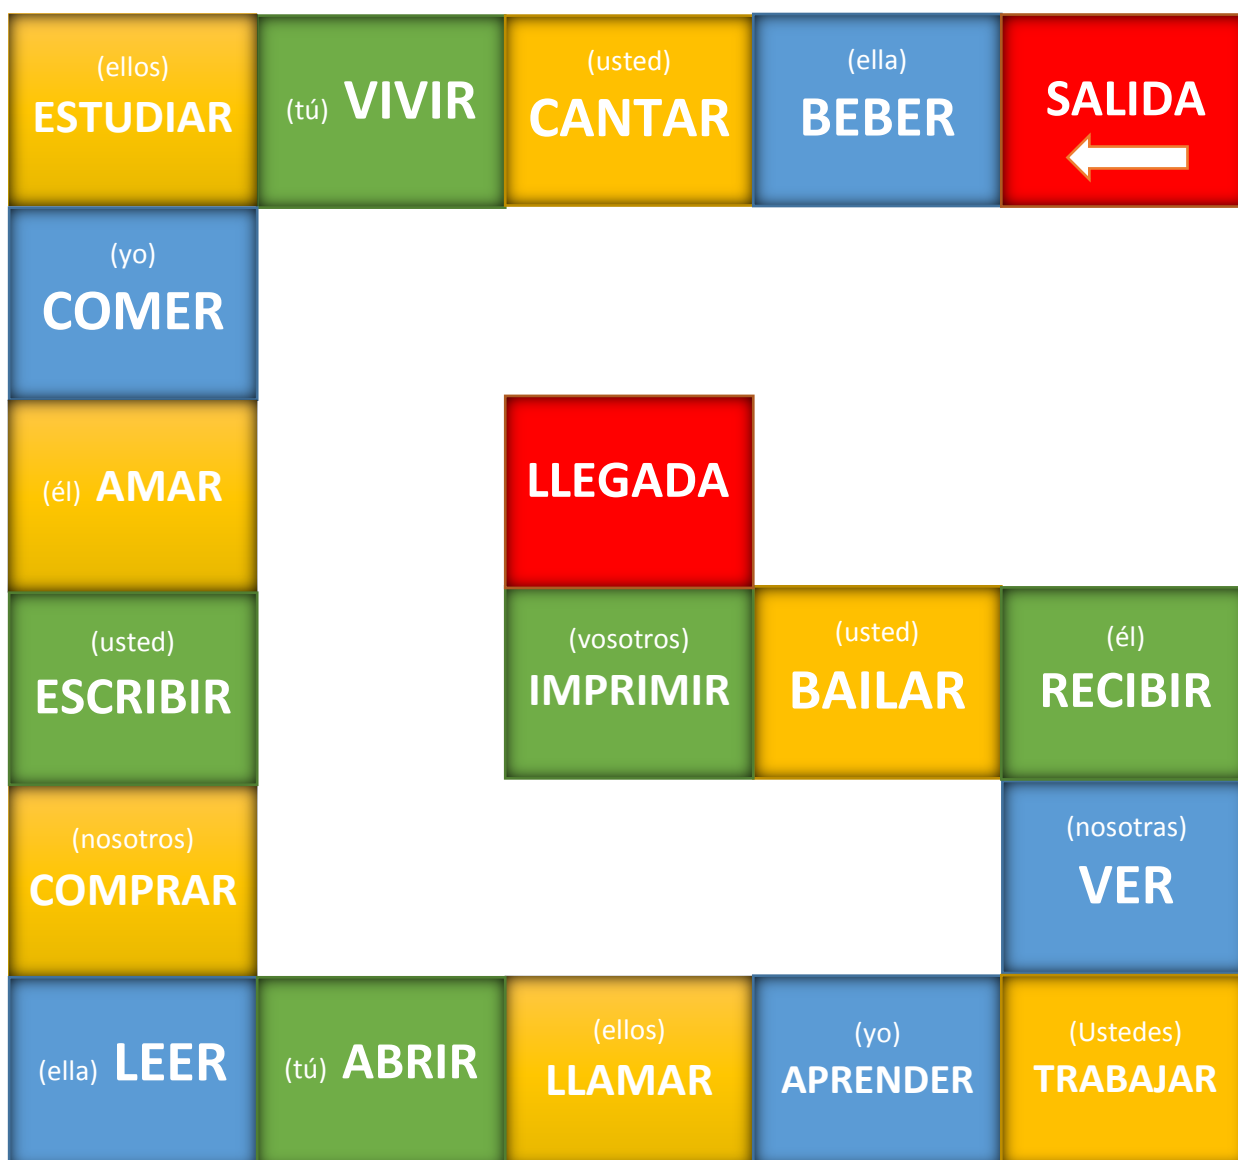 (ellos)
ESTUDIAR
(tú) VIVIR
(usted)
CANTAR
(ella)
BEBER
SALIDA
(yo)
COMER
(él) AMAR
LLEGADA
(usted)
ESCRIBIR
(vosotros)
IMPRIMIR
(usted)
BAILAR
(él)
RECIBIR
(nosotros)
COMPRAR
(nosotras)
VER
(ella) LEER
(tú) ABRIR
(ellos)
LLAMAR
(yo)
APRENDER
(Ustedes)
TRABAJAR